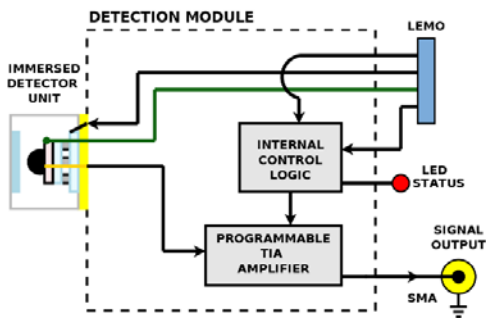 DETECTION MODULE
LEMO
IMMERSED
DETECTOR
UNIT
INTERNAL
CONTROL
LOGIC
LED
STATUS
PROGRAMMABLE
TIA
AMPLIFIER
SIGNAL
OUTPUT
SMA